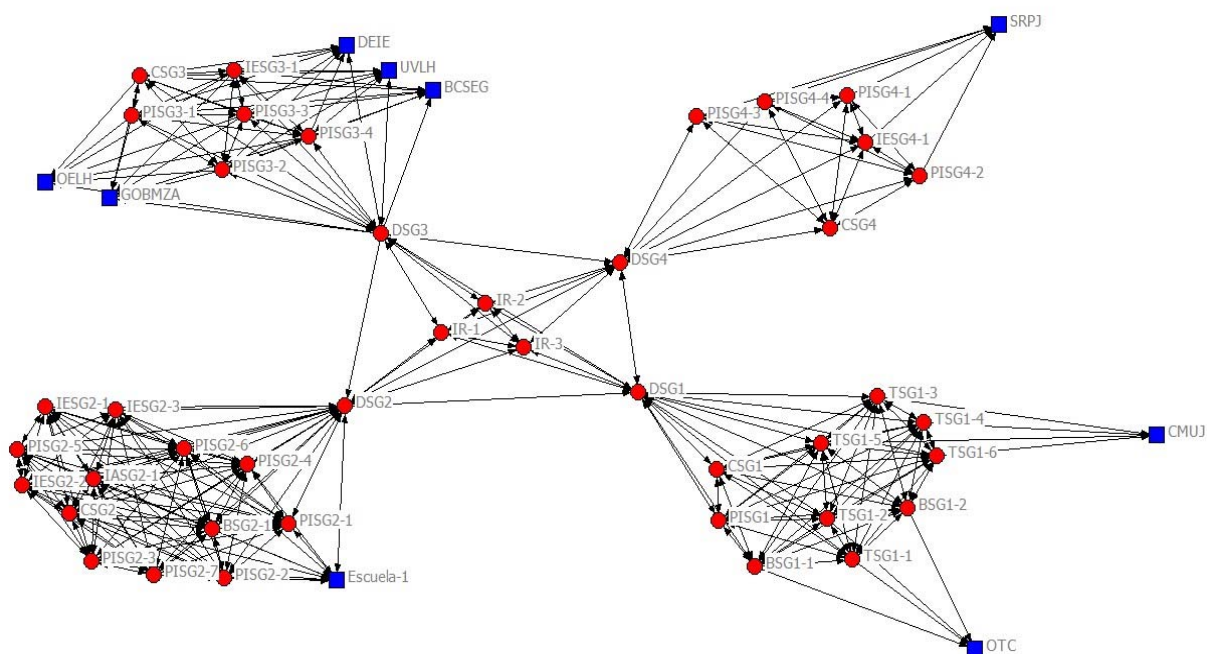 SRPJ
DEIE
CSG3
IESG3-1
UVLH
BCSEG
PISG4-4
PISG4-1
PISG3-1
PISG3-3
PISG4-3
PISG3-4
IESG4-1
PISG3-2
PISG4-2
OELH
GOBMZA
CSG4
DSG3
DSG4
IR-2
IR-1
IR-3
DSG1
TSG1-3
IESG2-1
IESG2-3
DSG2
TSG1-4
CMUJ
PISG2-5
PISG2-6
TSG1-5
TSG1-6
PISG2-4
CSG1
IESG2-2
IASG2-1
CSG2
BSG1-2
BSG2-1
PISG2-1
PISG1
TSG1-2
PISG2-3
TSG1-1
BSG1-1
PISG2-7
PISG2-2
Escuela-1
OTC